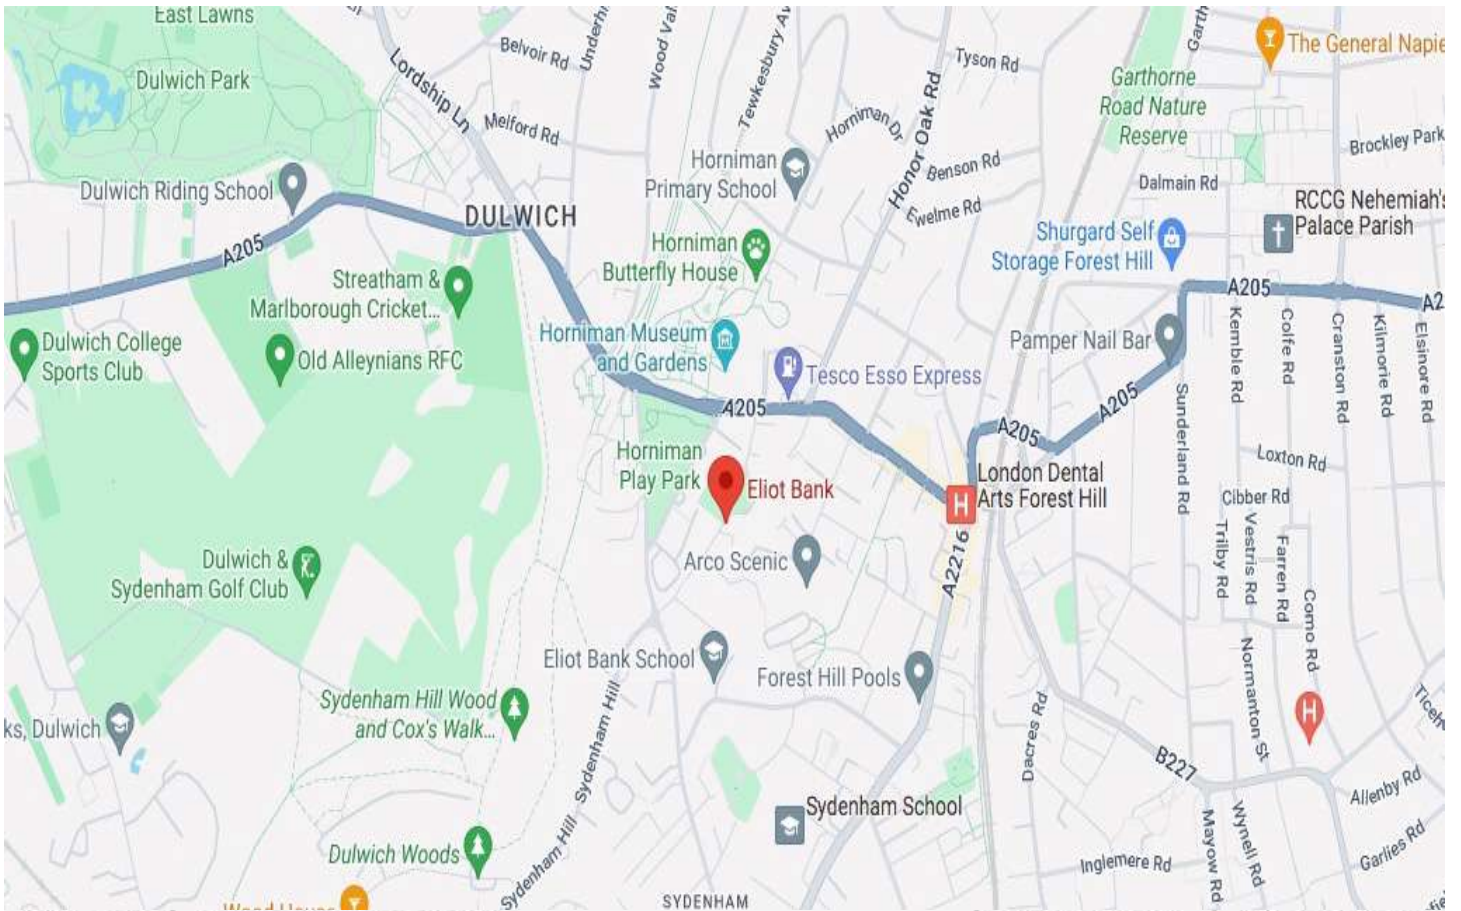 East Lawns
Dulwich Park
Lordship Ln
Belvoir Rd
Melford Rd
Tyson Rd
Garthorne
Road Nature
Reserve
The General Napie
Brockley Park
Horniman Dr
Honor Oak Rd
Benson Rd
Ewelme Rd
Dalmain Rd
Horniman
Primary School
Dulwich Riding School
A205
DULWICH
RCCG Nehemiah's
Palace Parish
Shurgard Self
Storage Forest Hill
Horniman
Butterfly House
Streatham &
Marlborough Cricket...
A205
A2
Dulwich College
Sports Club
Old Alleynians RFC
Horniman Museum
and Gardens
Tesco Esso Express
Pamper Nail Bar
Kemble Rd
Colfe Rd
Cranston Rd
Kilmorie Rd
Elsinore Rd
A205
A205
A205
Sunderland Rd
Horniman
Play Park
Eliot Bank
London Dental
Arts Forest Hill
H
Loxton Rd
Cibber Rd
Trilby Rd
Vestris Rd
Farren Rd
Como Rd
Dulwich &
Sydenham Golf Club
Arco Scenic
A2216
Eliot Bank School
Forest Hill Pools
Normanton St
H
Sydenham Hill Wood
and Cox's Walk...
ks, Dulwich
Sydenham Hill
Dacres Rd
B227
Allenby Rd
Sydenham School
Mayow Rd
Wynell Rd
Garlies Rd
Dulwich Woods
Sydenham Hill
Inglemere Rd
SYDENHAM